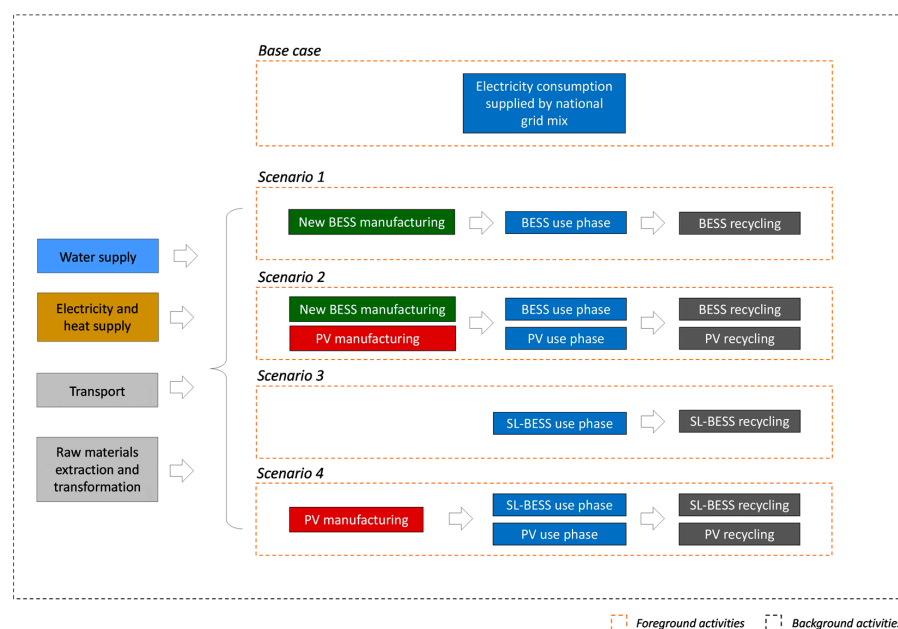 Base case
Electricity consumption
supplied by national
grid mix
Scenario 1
New BESS manufacturing
BESS use phase
BESS recycling
Water supply
Scenario 2
Electricity and
heat supply
New BESS manufacturing
BESS use phase
BESS recycling
PV manufacturing
PV use phase
PV recycling
Scenario 3
Transport
SL-BESS use phase
SL-BESS recycling
Raw materials
extraction and
transformation
Scenario 4
PV manufacturing
SL-BESS use phase
SL-BESS recycling
PV use phase
PV recycling
Foreground activities
Background activities